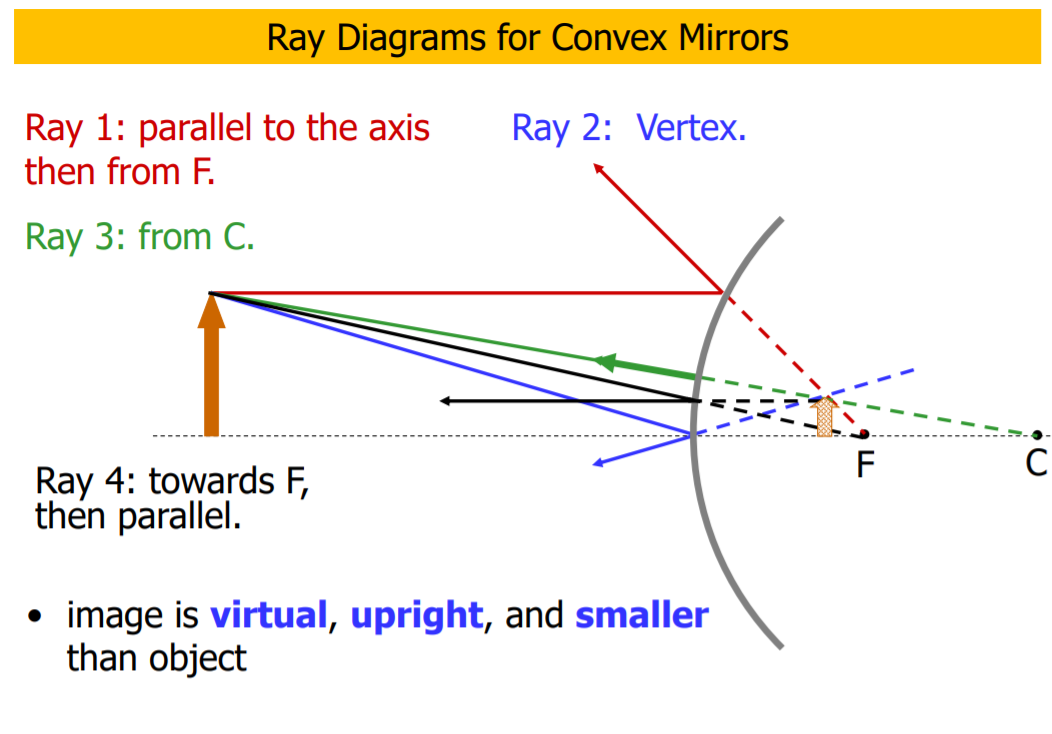 Ray Diagrams for Convex Mirrors
Ray 1: parallel to the axis
then from F.
Ray 2: Vertex.
Ray 3: from C.
F
C
Ray 4: towards F,
then parallel.
• image is virtual, upright, and smaller
than object